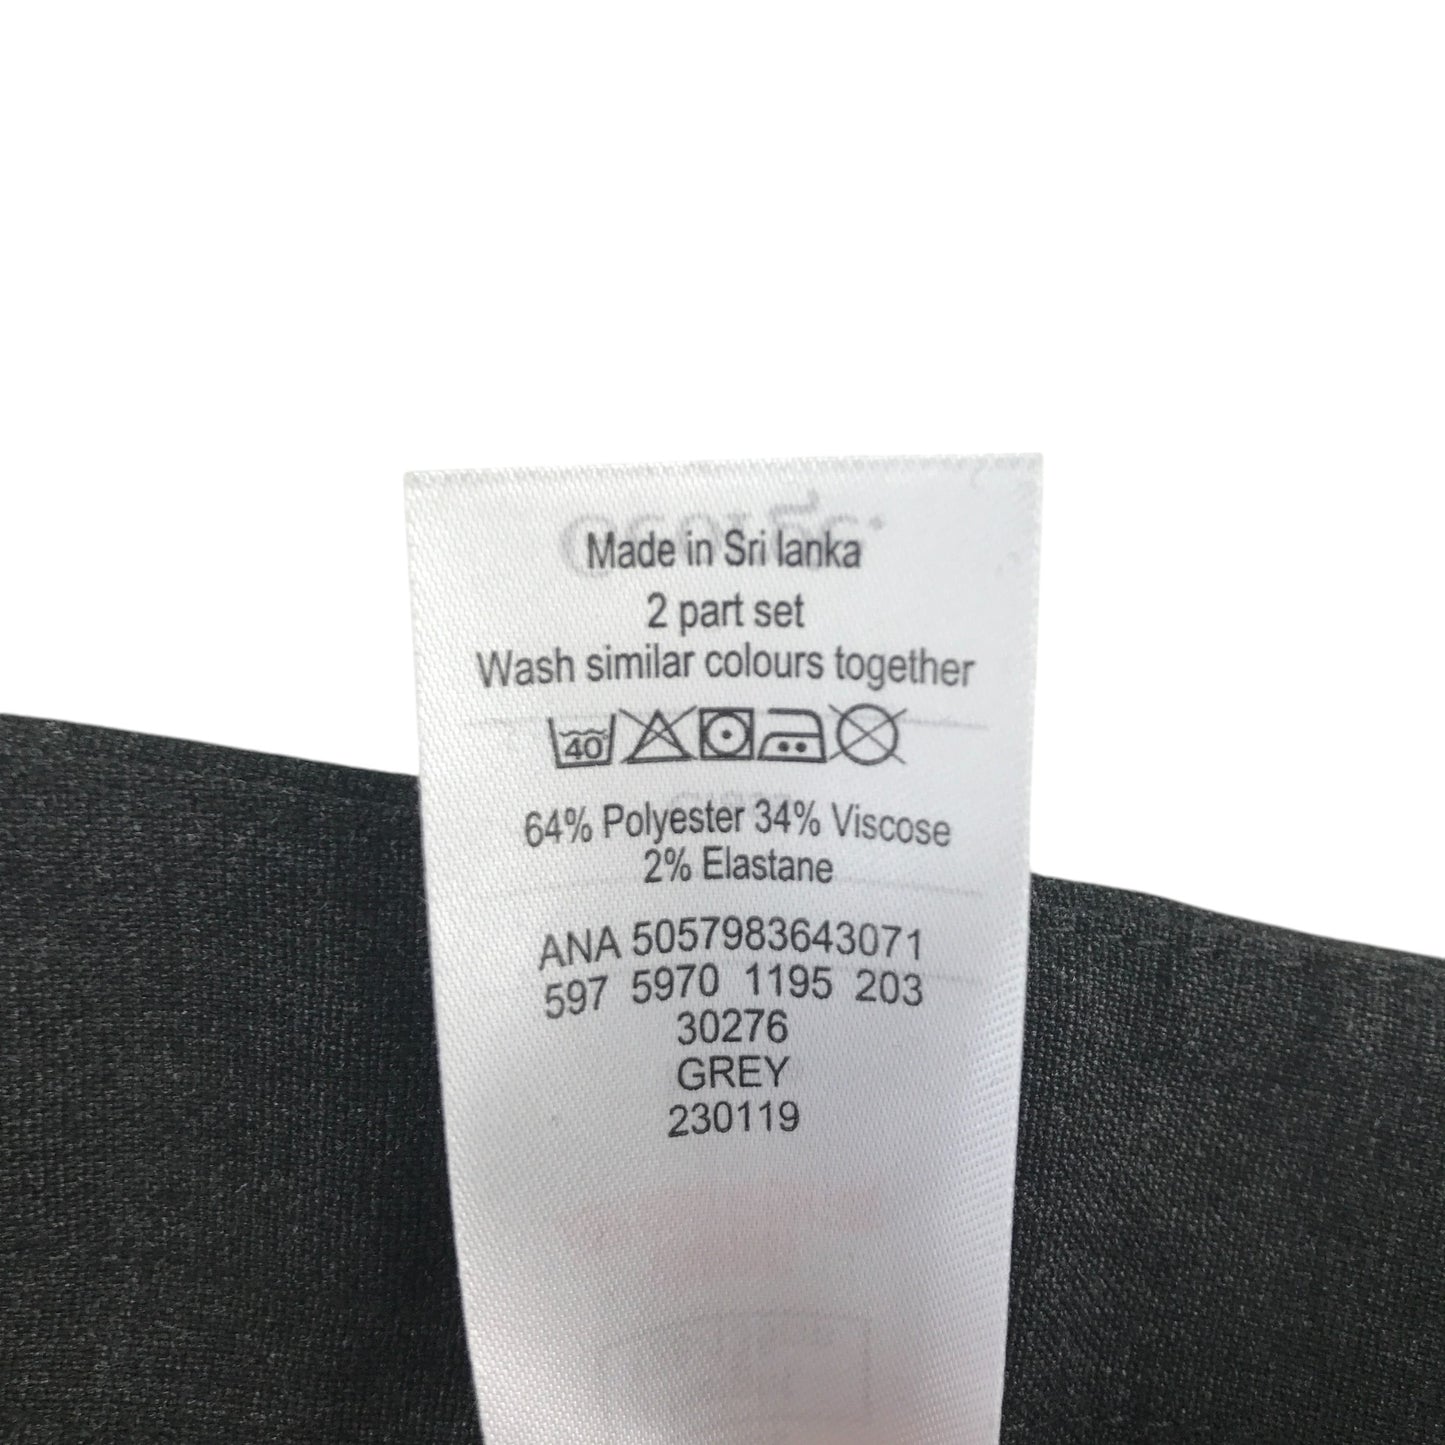 Made in Sri lanka
2 part set
Wash similar colours together
40
64% Polyester 34% Viscose
2% Elastane
ANA 5057983643071
597 5970 1195 203
30276
GREY
230119